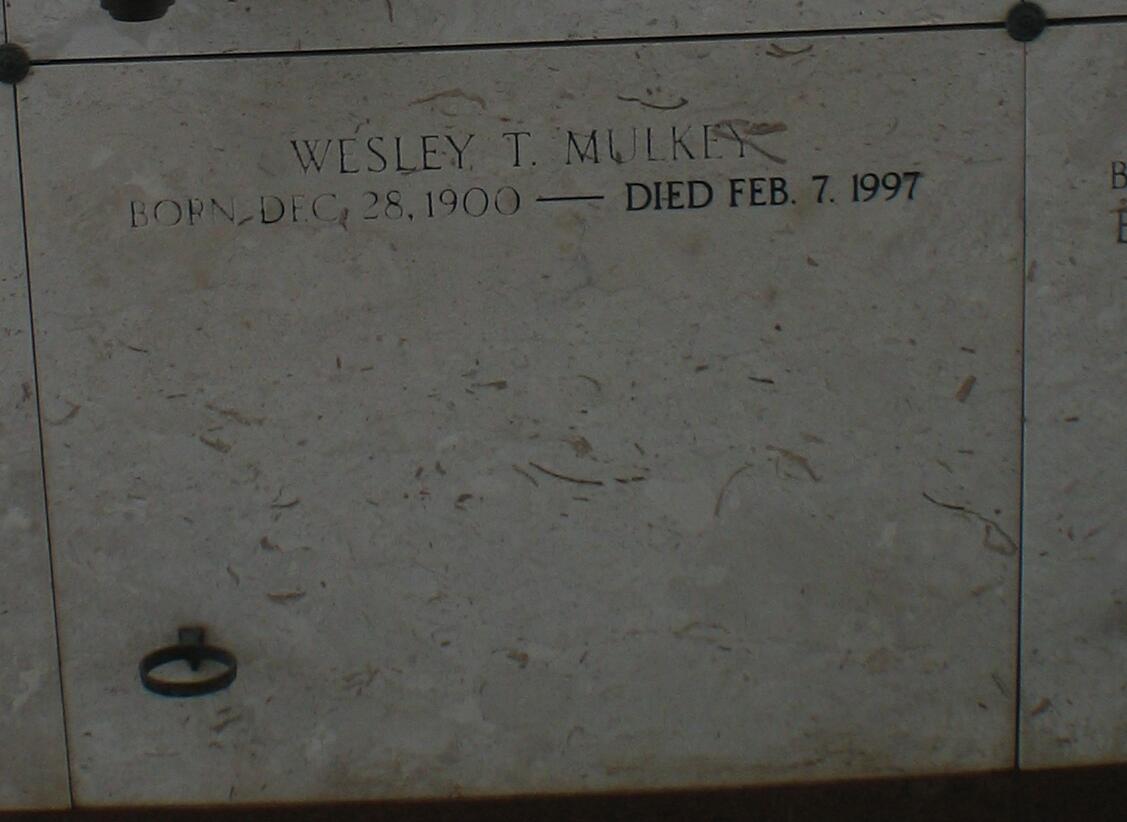 WESLEY T. MULKEY
BORN DEC. 28, 1900 — DIED FEB. 7. 1997
B
E